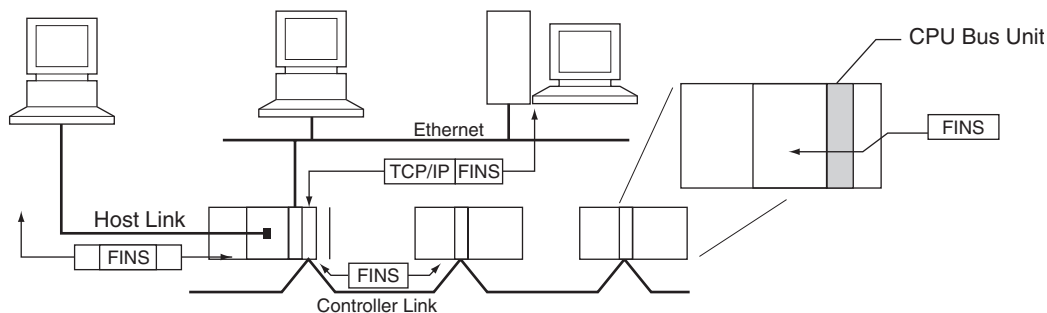 CPU Bus Unit
Ethernet
FINS
TCP/IP FINS
Host Link
FINS
FINS
Controller Link